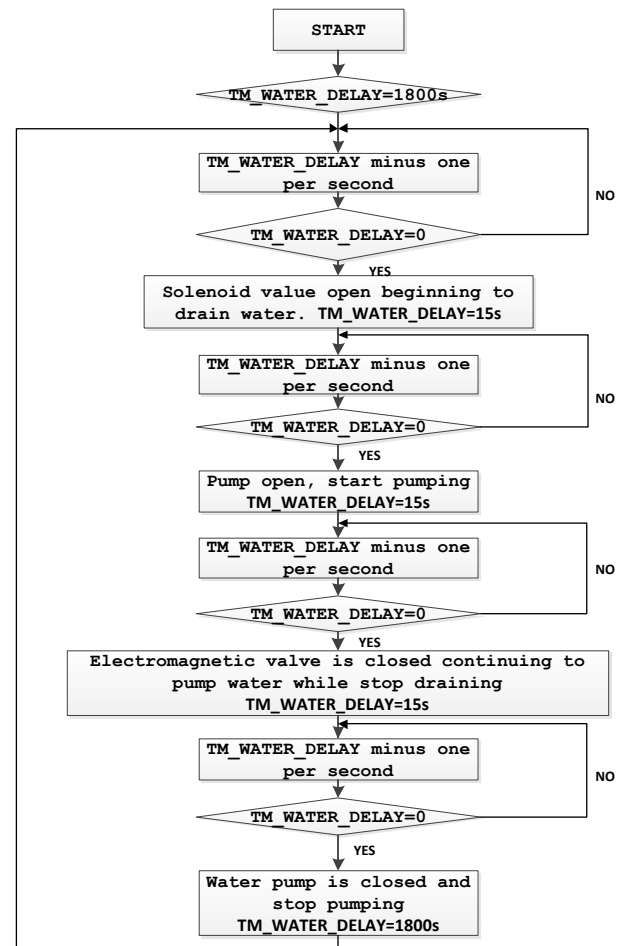 START
TM_WATER_DELAY=1800s
TM_WATER_DELAY minus one
per second
NO
TM_WATER_DELAY=0
YES
Solenoid value open beginning to
drain water. TM_WATER_DELAY=15s
TM_WATER_DELAY minus one
per second
NO
TM_WATER_DELAY=0
YES
Pump open, start pumping
TM_WATER_DELAY=15s
TM_WATER_DELAY minus one
per second
NO
TM_WATER_DELAY=0
YES
Electromagnetic valve is closed continuing to
pump water while stop draining
TM_WATER_DELAY=15s
TM_WATER_DELAY minus one
per second
NO
TM_WATER_DELAY=0
YES
Water pump is closed and
stop pumping
TM_WATER_DELAY=1800s